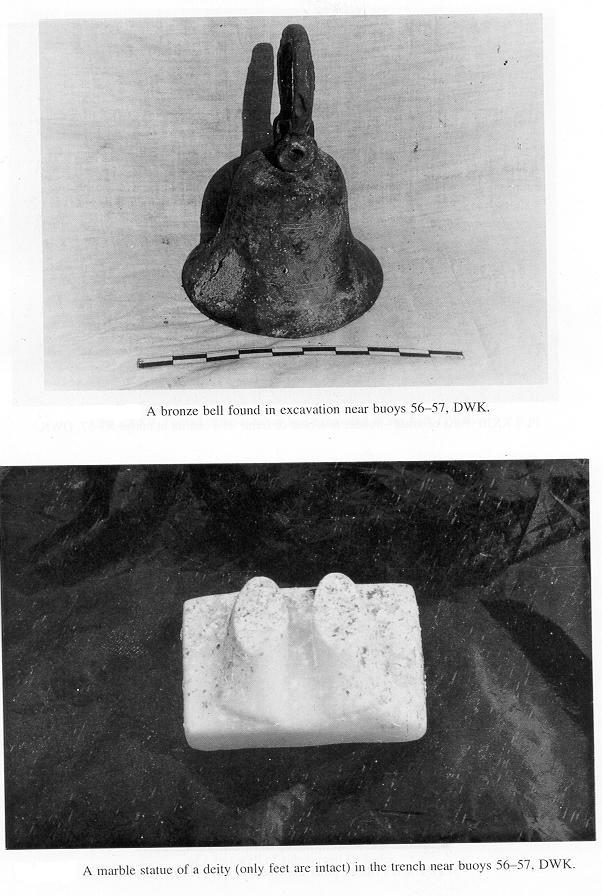 A bronze bell found in excavation near buoys 56–57, DWK.
A marble statue of a deity (only feet are intact) in the trench near buoys 56–57, DWK.